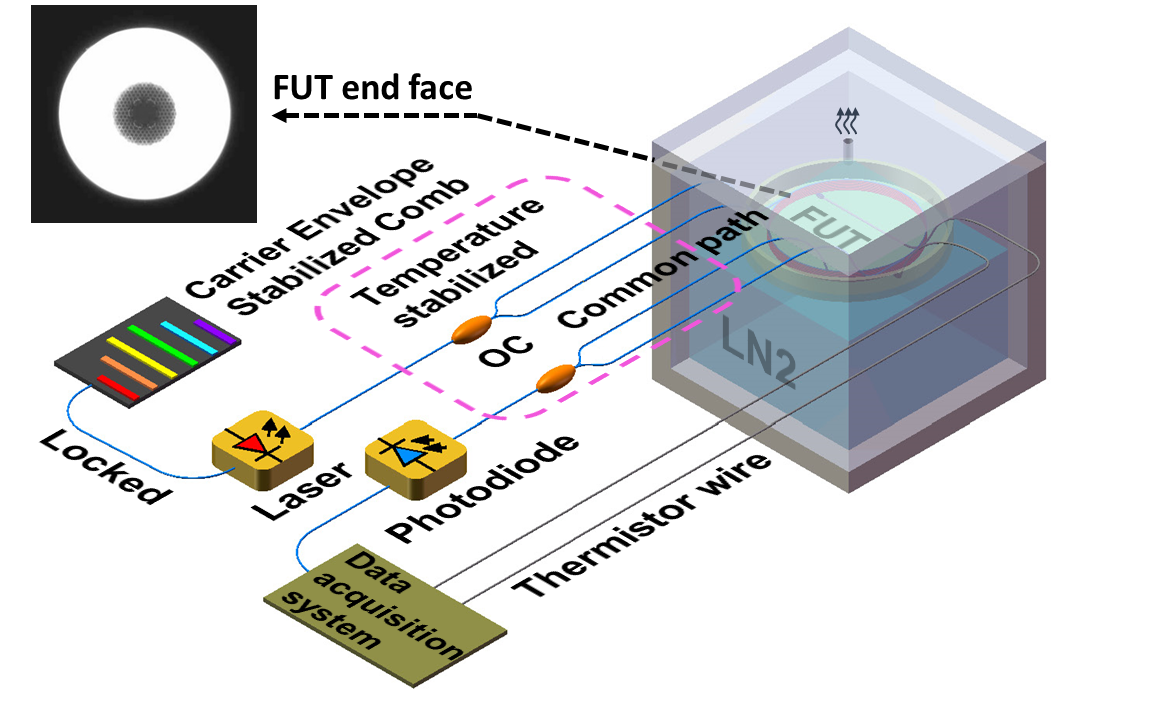 FUT end face
Carrier Envelope
Stabilized Comb
Temperature
stabilized
Common path
OC
FUT
LN2
Locked
Laser
Photodiode
Thermistor wire
Data
acquisition
system